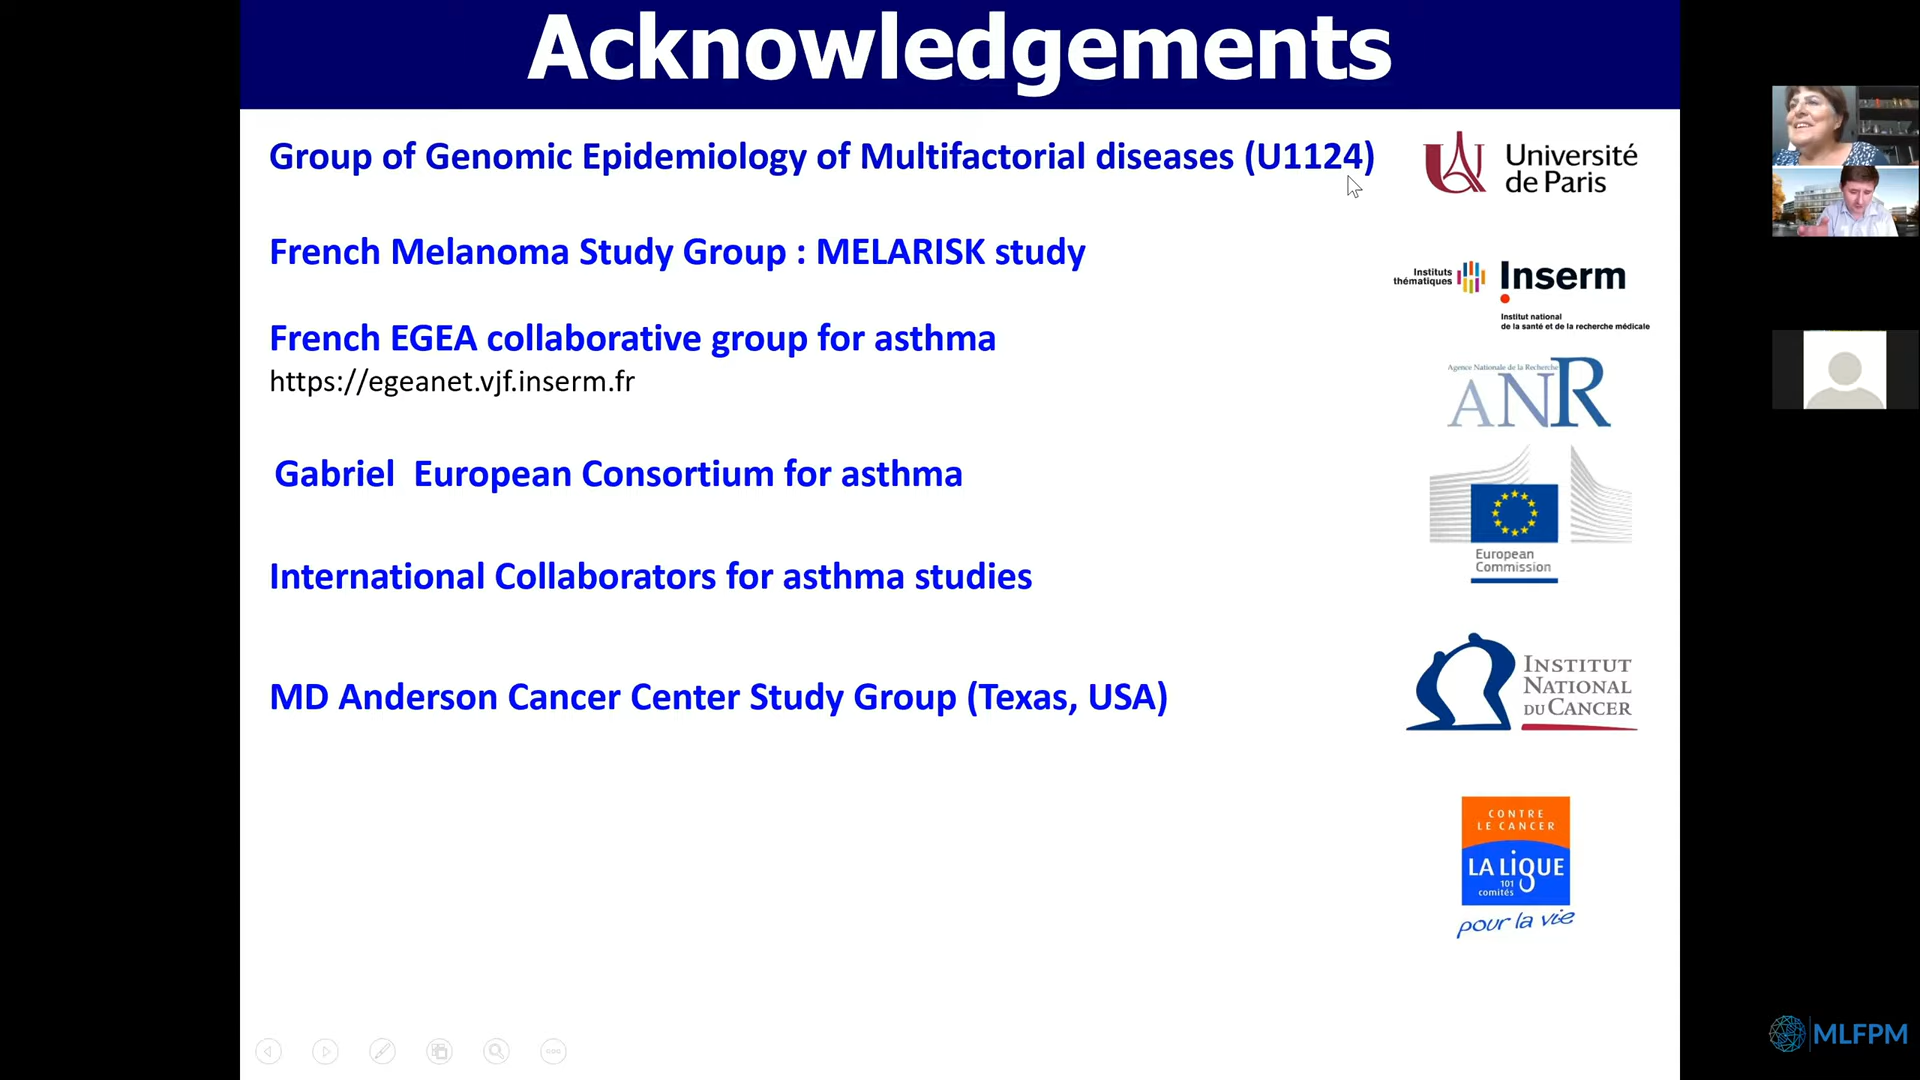 Acknowledgements
Group of Genomic Epidemiology of Multifactorial diseases (U1124)
Université
de Paris
French Melanoma Study Group : MELARISK study
Instituts
thématiques
Inserm
Institut national
de la santé et de la recherche médicale
French EGEA collaborative group for asthma
https://egeanet.vjf.inserm.fr
Agence Nationale de la Recherche
ANR
Gabriel  European Consortium for asthma
European
Commission
International Collaborators for asthma studies
INSTITUT
NATIONAL
DU CANCER
MD Anderson Cancer Center Study Group (Texas, USA)
CONTRE
LE CANCER
LA LIGUE
101
comités
pour la vie
MLFPM